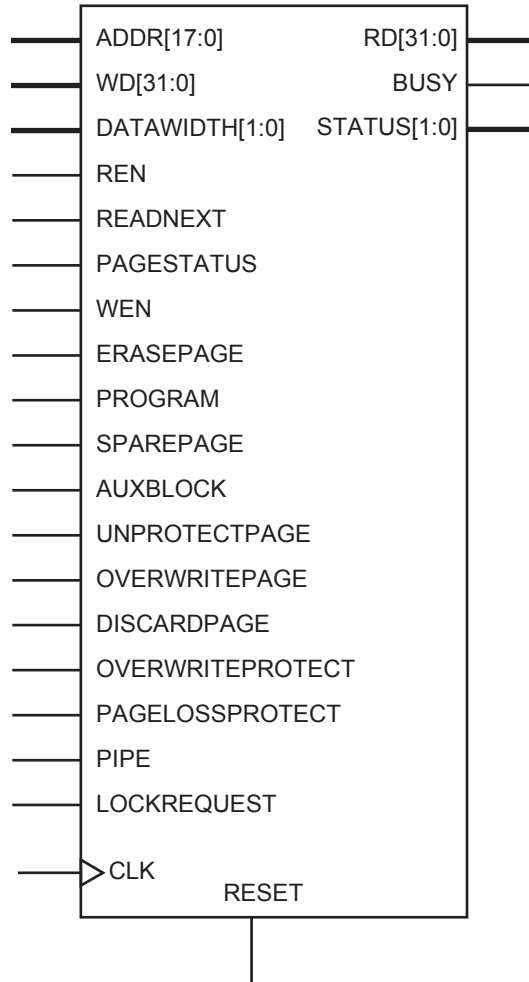 ADDR[17:0] RD[31:0]
WD[31:0] BUSY
DATAWIDTH[1:0] STATUS[1:0]
REN
READNEXT
PAGESTATUS
WEN
ERASEPAGE
PROGRAM
SPAREPAGE
AUXBLOCK
UNPROTECTPAGE
OVERWRITEPAGE
DISCARDPAGE
OVERWRITEPROTECT
PAGELOSSPROTECT
PIPE
LOCKREQUEST
CLK
RESET